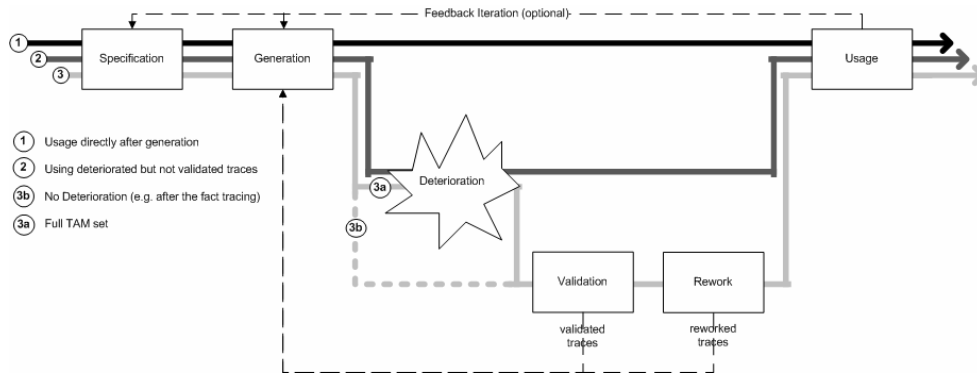 Feedback Iteration (optional)
1
2
3
Specification
Generation
Usage
1 Usage directly after generation
2 Using deteriorated but not validated traces
3b No Deterioration (e.g. after the fact tracing)
3a Full TAM set
Deterioration
3a
3b
Validation
Rework
validated
traces
reworked
traces